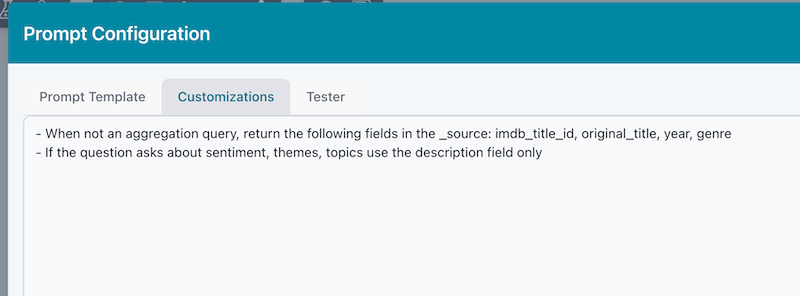 Prompt Configuration
Prompt Template
Customizations
Tester
- When not an aggregation query, return the following fields in the _source: imdb_title_id, original_title, year, genre
- If the question asks about sentiment, themes, topics use the description field only